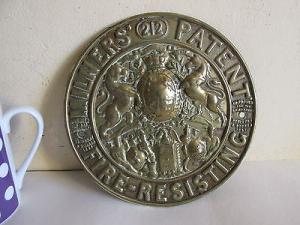 MILNERS' 212 PATENT
FIRE-RESISTING